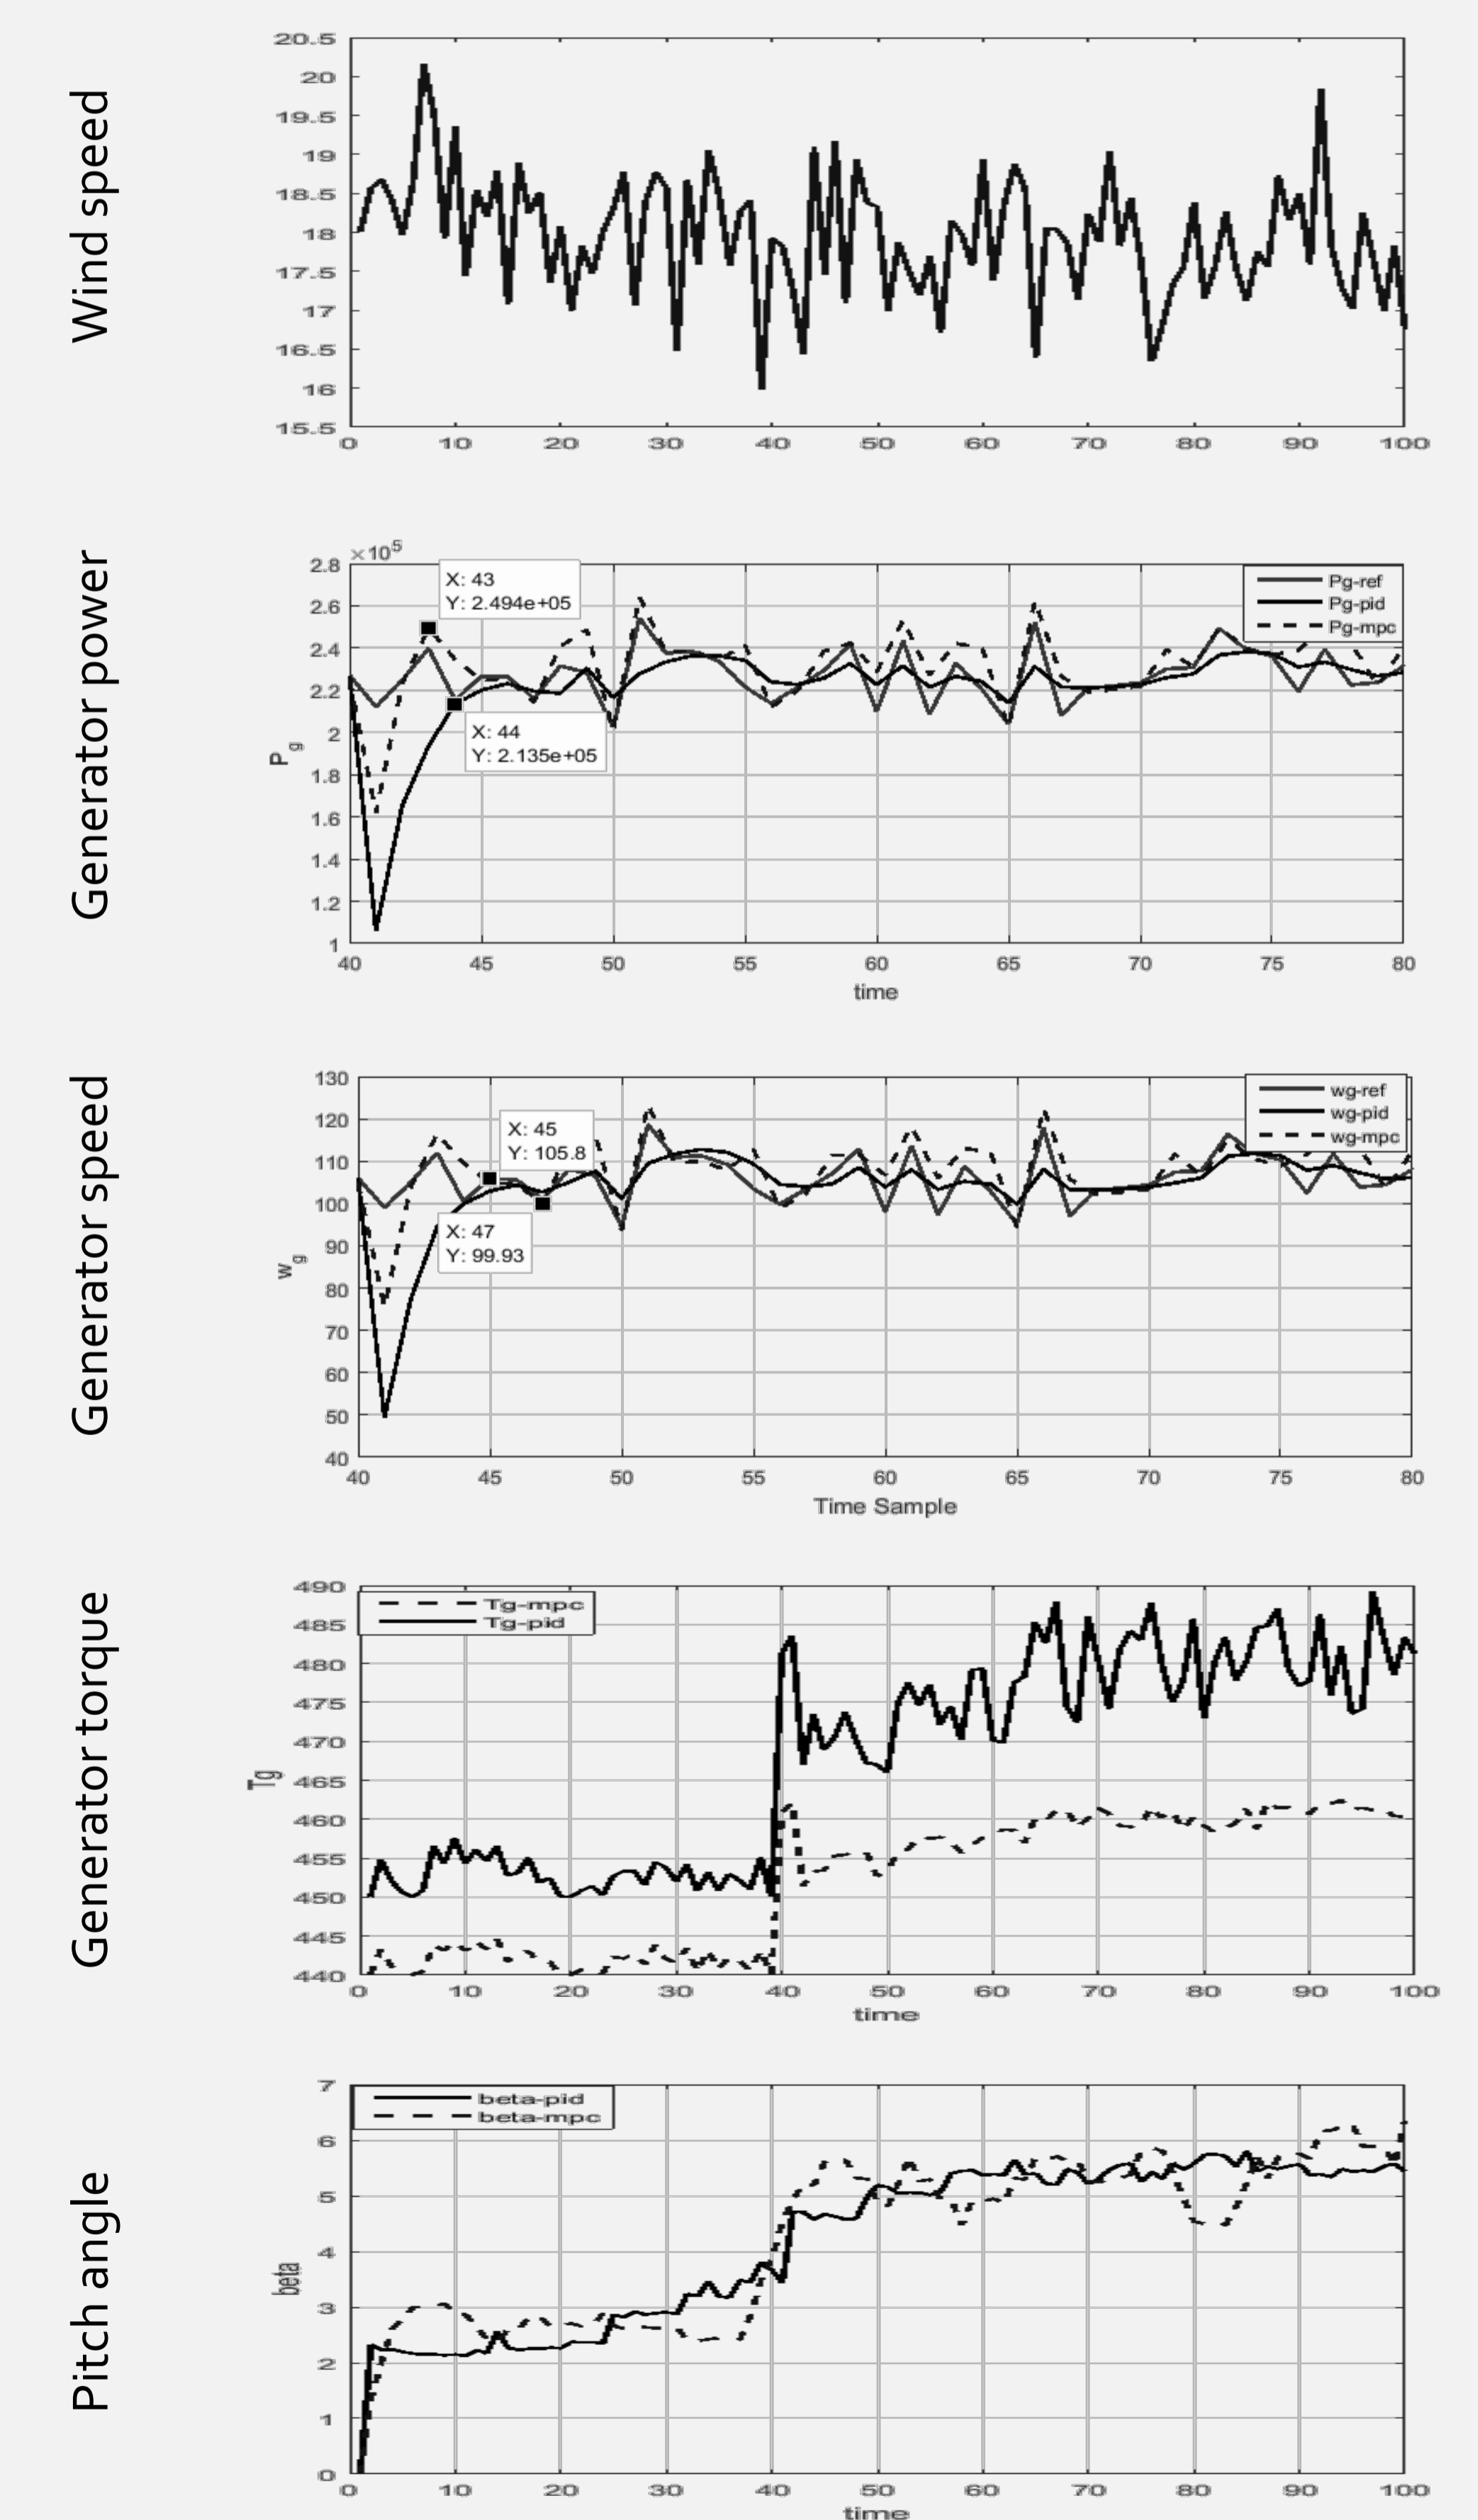 Wind speed
20.5
20
19.5
19
18.5
18
17.5
17
16.5
16
15.5
0 10 20 30 40 50 60 70 80 90 100
Generator power
×10^5
2.8
2.6
2.4
2.2
2
1.8
1.6
1.4
1.2
1
P_g
X: 43
Y: 2.494e+05
X: 44
Y: 2.135e+05
Pg-ref
Pg-pid
Pg-mpc
40 45 50 55 60 65 70 75 80
time
Generator speed
130
120
110
100
90
80
70
60
50
40
w_g
X: 45
Y: 105.8
X: 47
Y: 99.93
wg-ref
wg-pid
wg-mpc
40 45 50 55 60 65 70 75 80
Time Sample
Generator torque
490
485
480
475
470
465
460
455
450
445
440
Tg
Tg-mpc
Tg-pid
0 10 20 30 40 50 60 70 80 90 100
time
Pitch angle
7
6
5
4
3
2
1
0
beta
beta-pid
beta-mpc
0 10 20 30 40 50 60 70 80 90 100
time